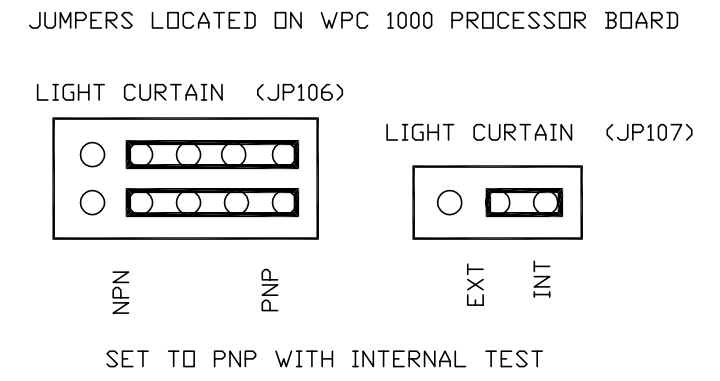 JUMPERS LOCATED ON WPC 1000 PROCESSOR BOARD
LIGHT CURTAIN (JP106)
LIGHT CURTAIN (JP107)
NPN
PNP
EXT
INT
SET TO PNP WITH INTERNAL TEST